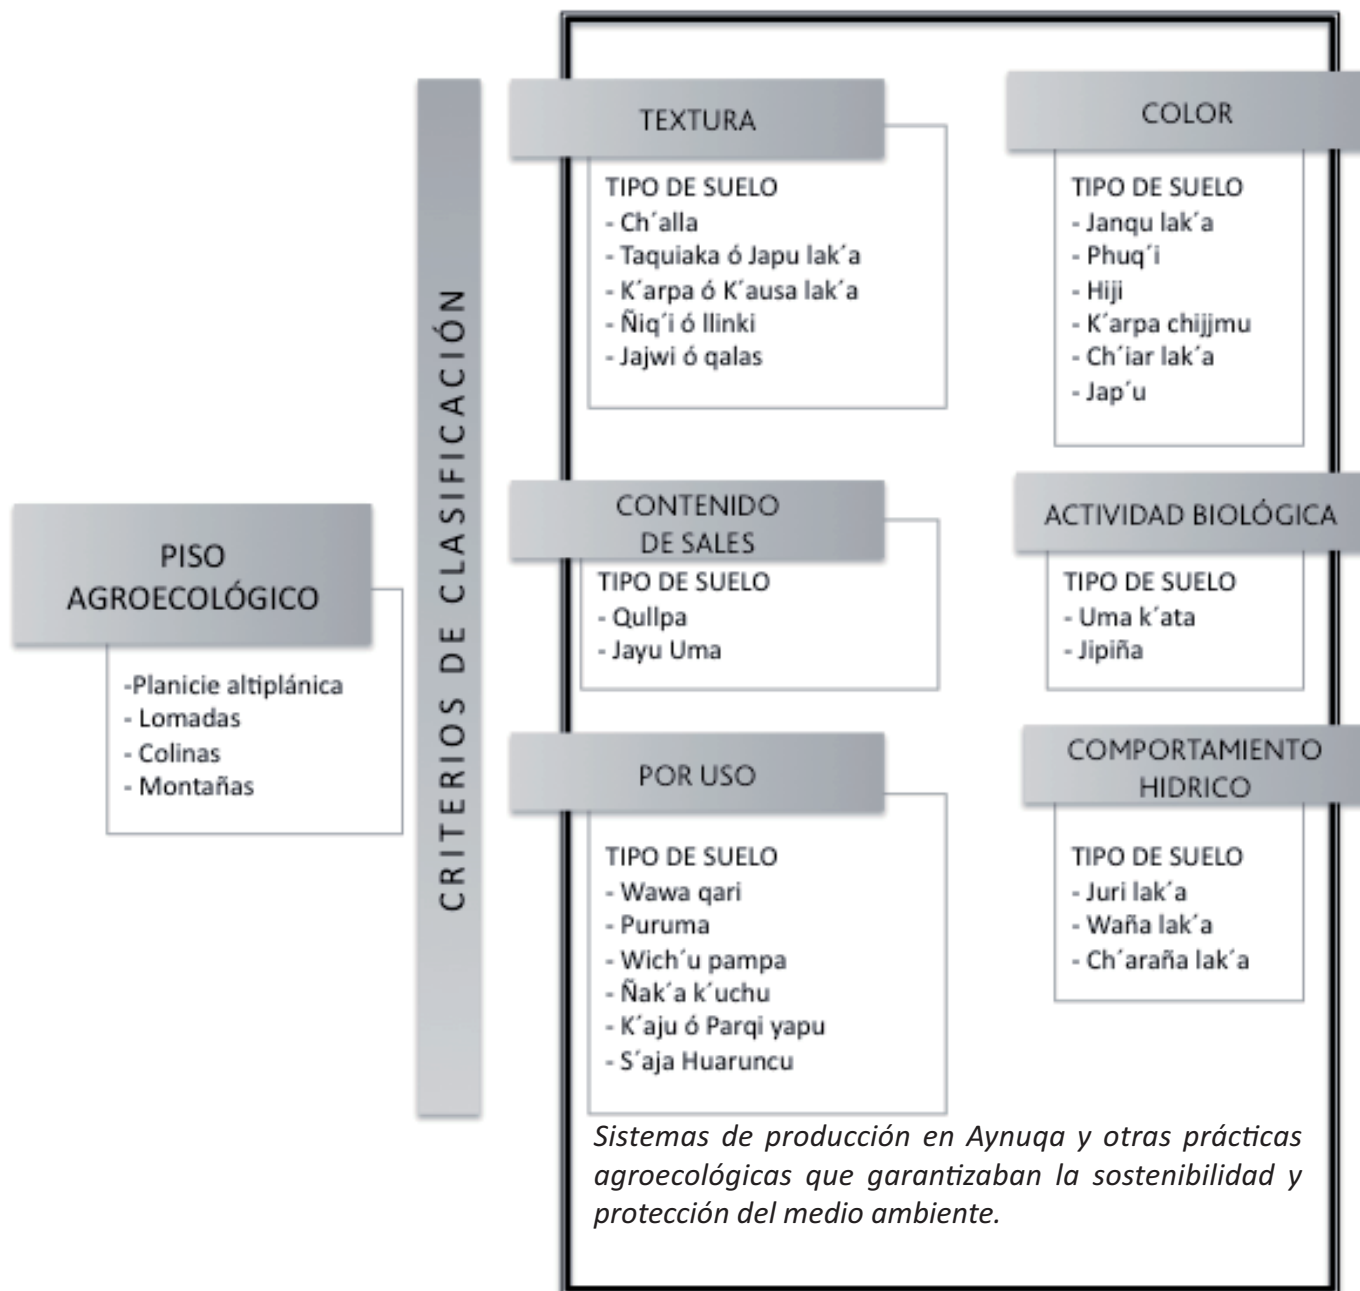 PISO
AGROECOLÓGICO
-Planicie altiplánica
- Lomadas
- Colinas
- Montañas
CRITERIOS DE CLASIFICACIÓN
TEXTURA
TIPO DE SUELO
- Ch´alla
- Taquiaka ó Japu lak´a
- K´arpa ó K´ausa lak´a
- Ñiq´i ó llinki
- Jajwi ó qalas
COLOR
TIPO DE SUELO
- Janqu lak´a
- Phuq´i
- Hiji
- K´arpa chijjmu
- Ch´iar lak´a
- Jap´u
CONTENIDO
DE SALES
TIPO DE SUELO
- Qullpa
- Jayu Uma
ACTIVIDAD BIOLÓGICA
TIPO DE SUELO
- Uma k´ata
- Jipiña
POR USO
TIPO DE SUELO
- Wawa qari
- Puruma
- Wich´u pampa
- Ñak´a k´uchu
- K´aju ó Parqi yapu
- S´aja Huaruncu
COMPORTAMIENTO
HIDRICO
TIPO DE SUELO
- Juri lak´a
- Waña lak´a
- Ch´araña lak´a
Sistemas de producción en Aynuqa y otras prácticas
agroecológicas que garantizaban la sostenibilidad y
protección del medio ambiente.